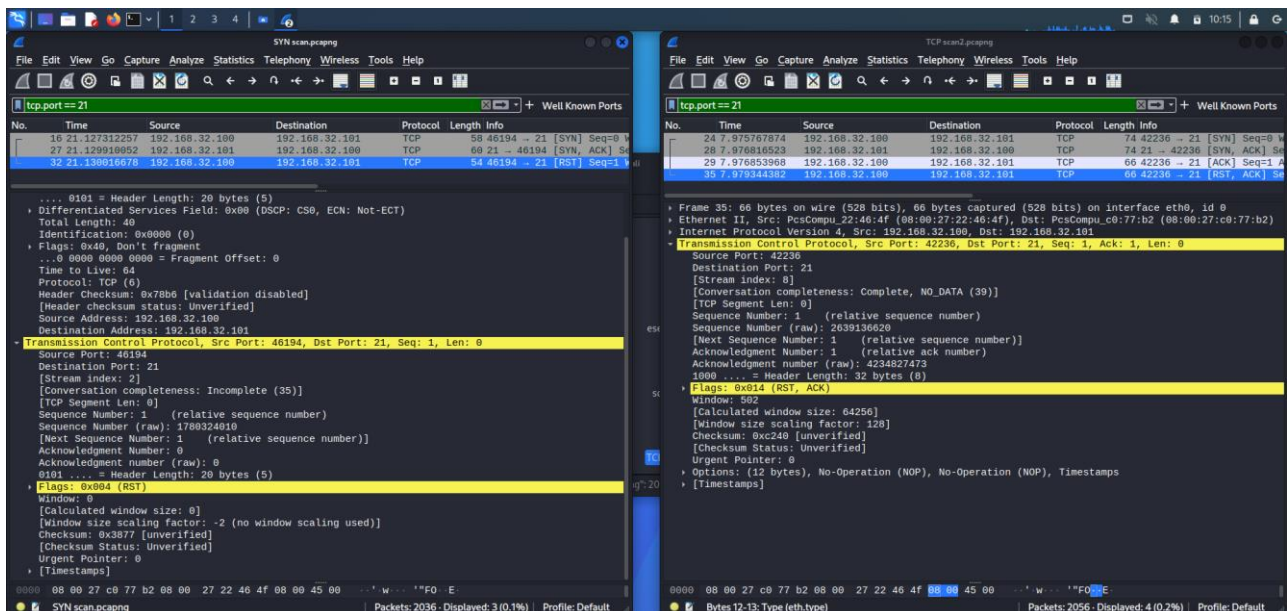 1 2 3 4
10:15
SYN scan.pcapng
File Edit View Go Capture Analyze Statistics Telephony Wireless Tools Help
tcp.port == 21
Well Known Ports
No. Time Source Destination Protocol Length Info
16 21.127312257 192.168.32.100 192.168.32.101 TCP 58 46194 → 21 [SYN] Seq=0 W
27 21.129910052 192.168.32.101 192.168.32.100 TCP 60 21 → 46194 [SYN, ACK] Se
32 21.130016678 192.168.32.100 192.168.32.101 TCP 54 46194 → 21 [RST] Seq=1 W
.... 0101 = Header Length: 20 bytes (5)
Differentiated Services Field: 0x00 (DSCP: CS0, ECN: Not-ECT)
Total Length: 40
Identification: 0x0000 (0)
Flags: 0x40, Don't fragment
...0 0000 0000 0000 = Fragment Offset: 0
Time to Live: 64
Protocol: TCP (6)
Header Checksum: 0x78b6 [validation disabled]
[Header checksum status: Unverified]
Source Address: 192.168.32.100
Destination Address: 192.168.32.101
Transmission Control Protocol, Src Port: 46194, Dst Port: 21, Seq: 1, Len: 0
Source Port: 46194
Destination Port: 21
[Stream index: 2]
[Conversation completeness: Incomplete (35)]
[TCP Segment Len: 0]
Sequence Number: 1 (relative sequence number)
Sequence Number (raw): 1780324010
[Next Sequence Number: 1 (relative sequence number)]
Acknowledgment Number: 0
Acknowledgment number (raw): 0
0101 .... = Header Length: 20 bytes (5)
Flags: 0x004 (RST)
Window: 0
[Calculated window size: 0]
[Window size scaling factor: -2 (no window scaling used)]
Checksum: 0x3877 [unverified]
[Checksum Status: Unverified]
Urgent Pointer: 0
[Timestamps]
0000 08 00 27 c0 77 b2 08 00 27 22 46 4f 08 00 45 00 ··'·w··· '"FO··E·
SYN scan.pcapng
Packets: 2036 · Displayed: 3 (0.1%)
Profile: Default
TCP scan2.pcapng
File Edit View Go Capture Analyze Statistics Telephony Wireless Tools Help
tcp.port == 21
Well Known Ports
No. Time Source Destination Protocol Length Info
24 7.975767874 192.168.32.100 192.168.32.101 TCP 74 42236 → 21 [SYN] Seq=0 W
28 7.976816523 192.168.32.101 192.168.32.100 TCP 74 21 → 42236 [SYN, ACK] Se
29 7.976853968 192.168.32.100 192.168.32.101 TCP 66 42236 → 21 [ACK] Seq=1 A
35 7.979344382 192.168.32.100 192.168.32.101 TCP 66 42236 → 21 [RST, ACK] Se
Frame 35: 66 bytes on wire (528 bits), 66 bytes captured (528 bits) on interface eth0, id 0
Ethernet II, Src: PcsCompu_22:46:4f (08:00:27:22:46:4f), Dst: PcsCompu_c0:77:b2 (08:00:27:c0:77:b2)
Internet Protocol Version 4, Src: 192.168.32.100, Dst: 192.168.32.101
Transmission Control Protocol, Src Port: 42236, Dst Port: 21, Seq: 1, Ack: 1, Len: 0
Source Port: 42236
Destination Port: 21
[Stream index: 8]
[Conversation completeness: Complete, NO_DATA (39)]
[TCP Segment Len: 0]
Sequence Number: 1 (relative sequence number)
Sequence Number (raw): 2639136620
[Next Sequence Number: 1 (relative sequence number)]
Acknowledgment Number: 1 (relative ack number)
Acknowledgment number (raw): 4234827473
1000 .... = Header Length: 32 bytes (8)
Flags: 0x014 (RST, ACK)
Window: 502
[Calculated window size: 64256]
[Window size scaling factor: 128]
Checksum: 0xc240 [unverified]
[Checksum Status: Unverified]
Urgent Pointer: 0
Options: (12 bytes), No-Operation (NOP), No-Operation (NOP), Timestamps
[Timestamps]
0000 08 00 27 c0 77 b2 08 00 27 22 46 4f 08 00 45 00 ··'·w··· '"FO··E·
Bytes 12-13: Type (eth.type)
Packets: 2056 · Displayed: 4 (0.2%)
Profile: Default